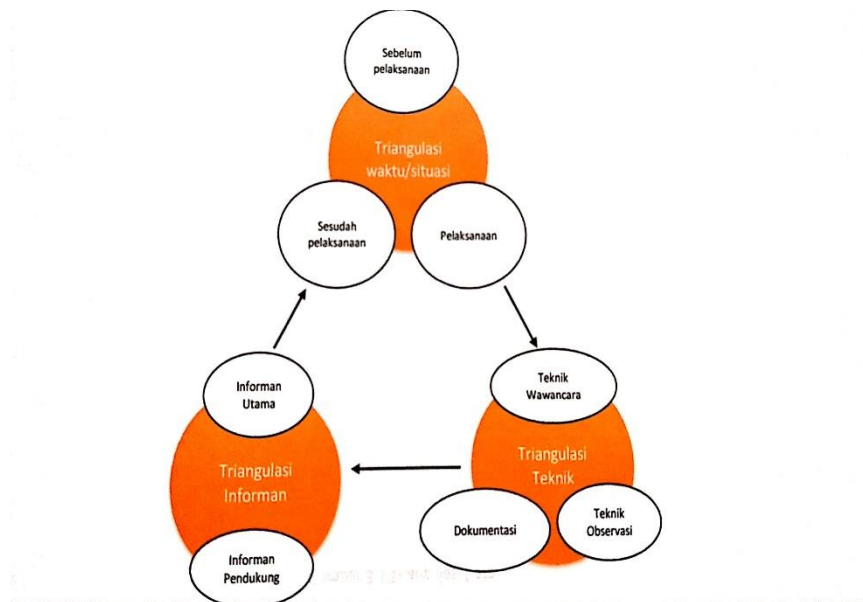 Sebelum
pelaksanaan
Triangulasi
waktu/situasi
Sesudah
pelaksanaan
Pelaksanaan
Informan
Utama
Teknik
Wawancara
Triangulasi
Informan
Triangulasi
Teknik
Dokumentasi
Teknik
Observasi
Informan
Pendukung